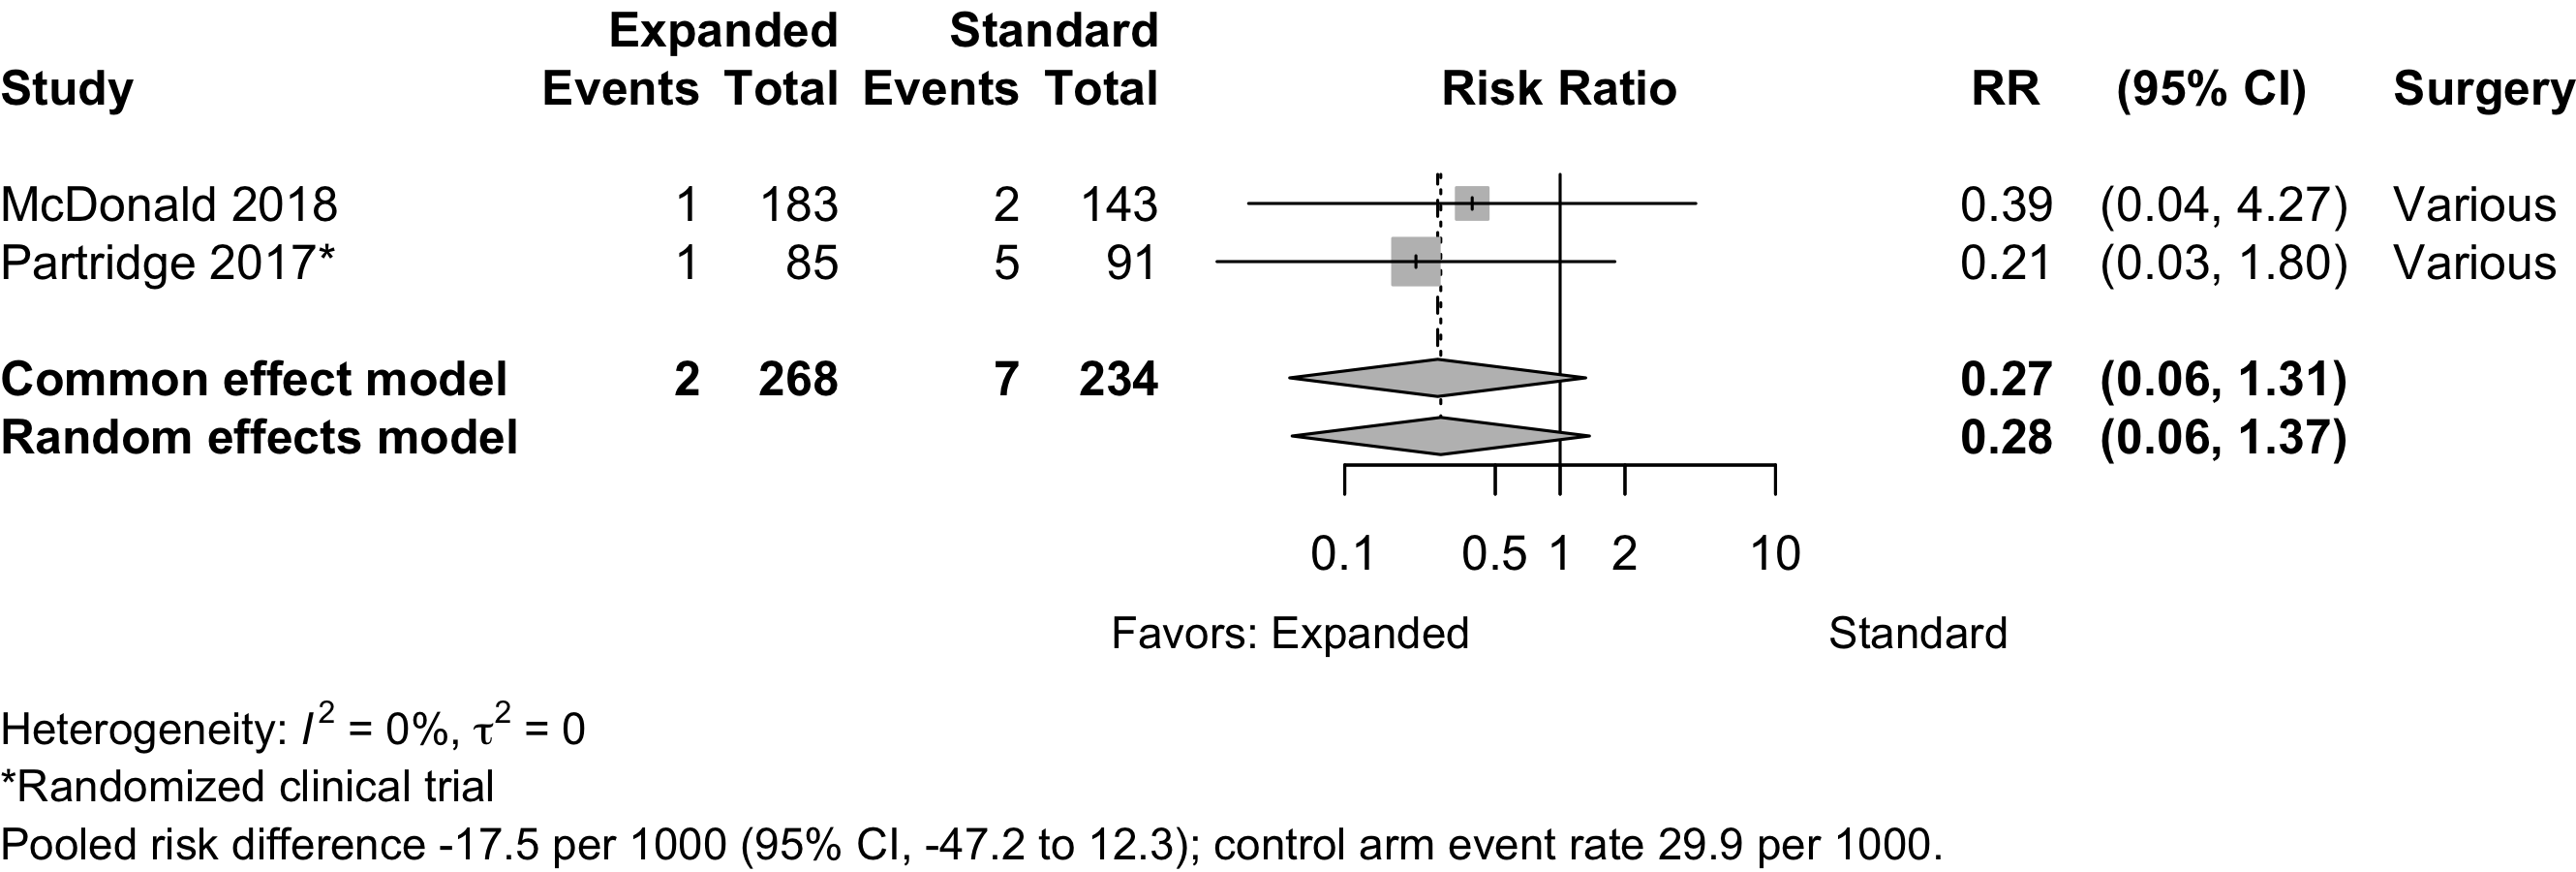 Expanded Standard
Study Events Total Events Total Risk Ratio RR (95% CI) Surgery
McDonald 2018 1 183 2 143 0.39 (0.04, 4.27) Various
Partridge 2017* 1 85 5 91 0.21 (0.03, 1.80) Various
Common effect model 2 268 7 234 0.27 (0.06, 1.31)
Random effects model 0.28 (0.06, 1.37)
0.1 0.5 1 2 10
Favors: Expanded Standard
Heterogeneity: I² = 0%, τ² = 0
*Randomized clinical trial
Pooled risk difference -17.5 per 1000 (95% CI, -47.2 to 12.3); control arm event rate 29.9 per 1000.